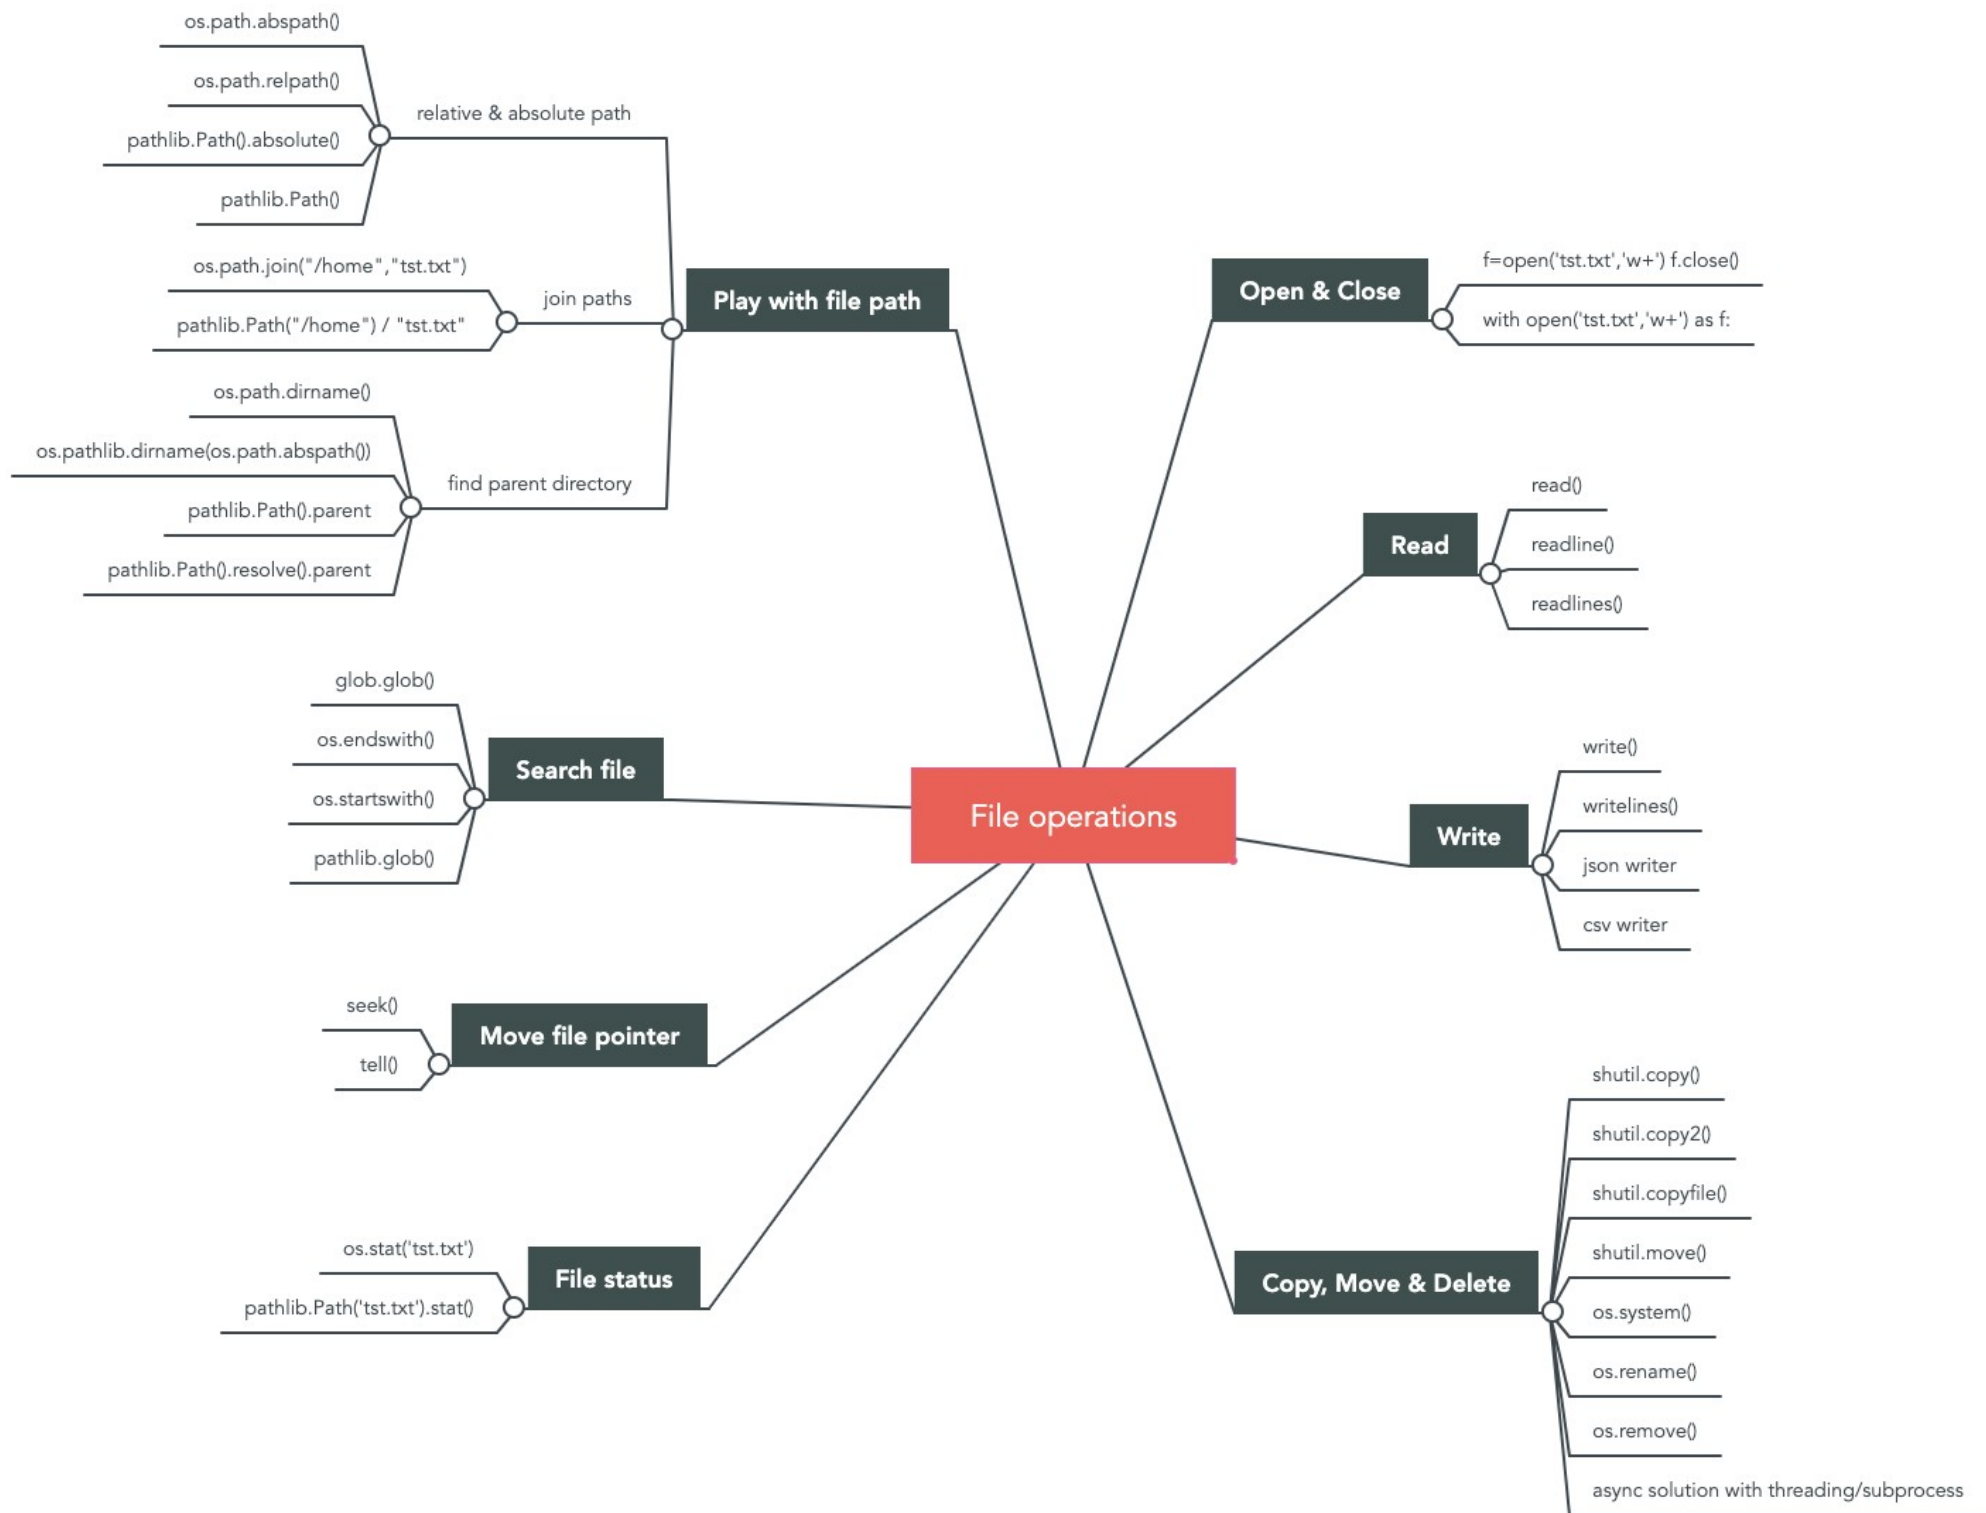 File operations
Play with file path
relative & absolute path
os.path.abspath()
os.path.relpath()
pathlib.Path().absolute()
pathlib.Path()
join paths
os.path.join("/home","tst.txt")
pathlib.Path("/home") / "tst.txt"
find parent directory
os.path.dirname()
os.pathlib.dirname(os.path.abspath())
pathlib.Path().parent
pathlib.Path().resolve().parent
Search file
glob.glob()
os.endswith()
os.startswith()
pathlib.glob()
Move file pointer
seek()
tell()
File status
os.stat('tst.txt')
pathlib.Path('tst.txt').stat()
Open & Close
f=open('tst.txt','w+') f.close()
with open('tst.txt','w+') as f:
Read
read()
readline()
readlines()
Write
write()
writelines()
json writer
csv writer
Copy, Move & Delete
shutil.copy()
shutil.copy2()
shutil.copyfile()
shutil.move()
os.system()
os.rename()
os.remove()
async solution with threading/subprocess